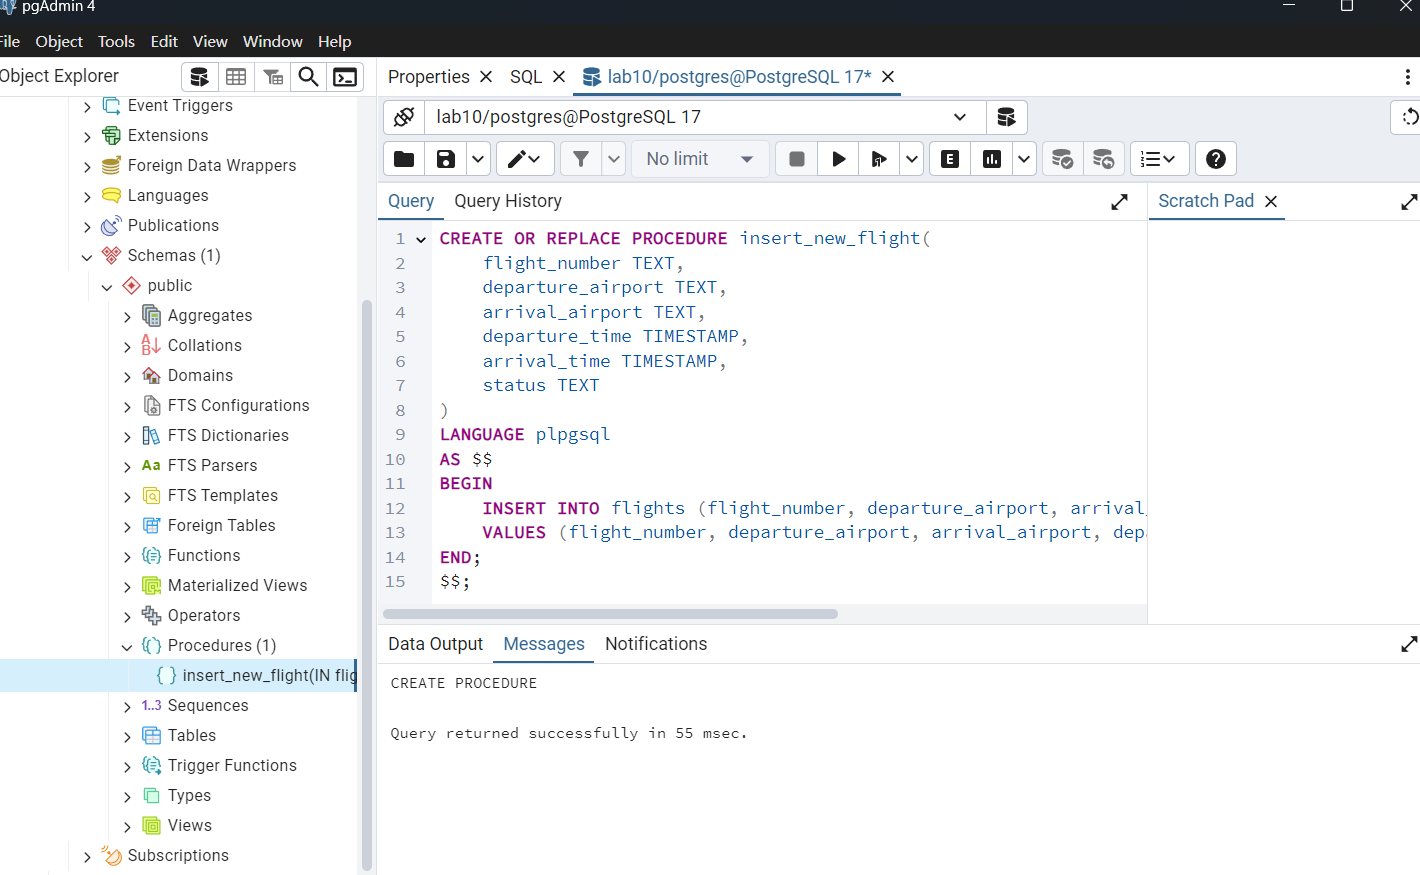 pgAdmin 4
File Object Tools Edit View Window Help
Object Explorer
Event Triggers
Extensions
Foreign Data Wrappers
Languages
Publications
Schemas (1)
public
Aggregates
Collations
Domains
FTS Configurations
FTS Dictionaries
Aa FTS Parsers
FTS Templates
Foreign Tables
Functions
Materialized Views
Operators
Procedures (1)
insert_new_flight(IN flig
1..3 Sequences
Tables
Trigger Functions
Types
Views
Subscriptions
Properties SQL lab10/postgres@PostgreSQL 17*
lab10/postgres@PostgreSQL 17
No limit E
Query Query History
1 CREATE OR REPLACE PROCEDURE insert_new_flight(
2 flight_number TEXT,
3 departure_airport TEXT,
4 arrival_airport TEXT,
5 departure_time TIMESTAMP,
6 arrival_time TIMESTAMP,
7 status TEXT
8 )
9 LANGUAGE plpgsql
10 AS $$
11 BEGIN
12 INSERT INTO flights (flight_number, departure_airport, arrival_
13 VALUES (flight_number, departure_airport, arrival_airport, dep
14 END;
15 $$;
Scratch Pad
Data Output Messages Notifications
CREATE PROCEDURE
Query returned successfully in 55 msec.